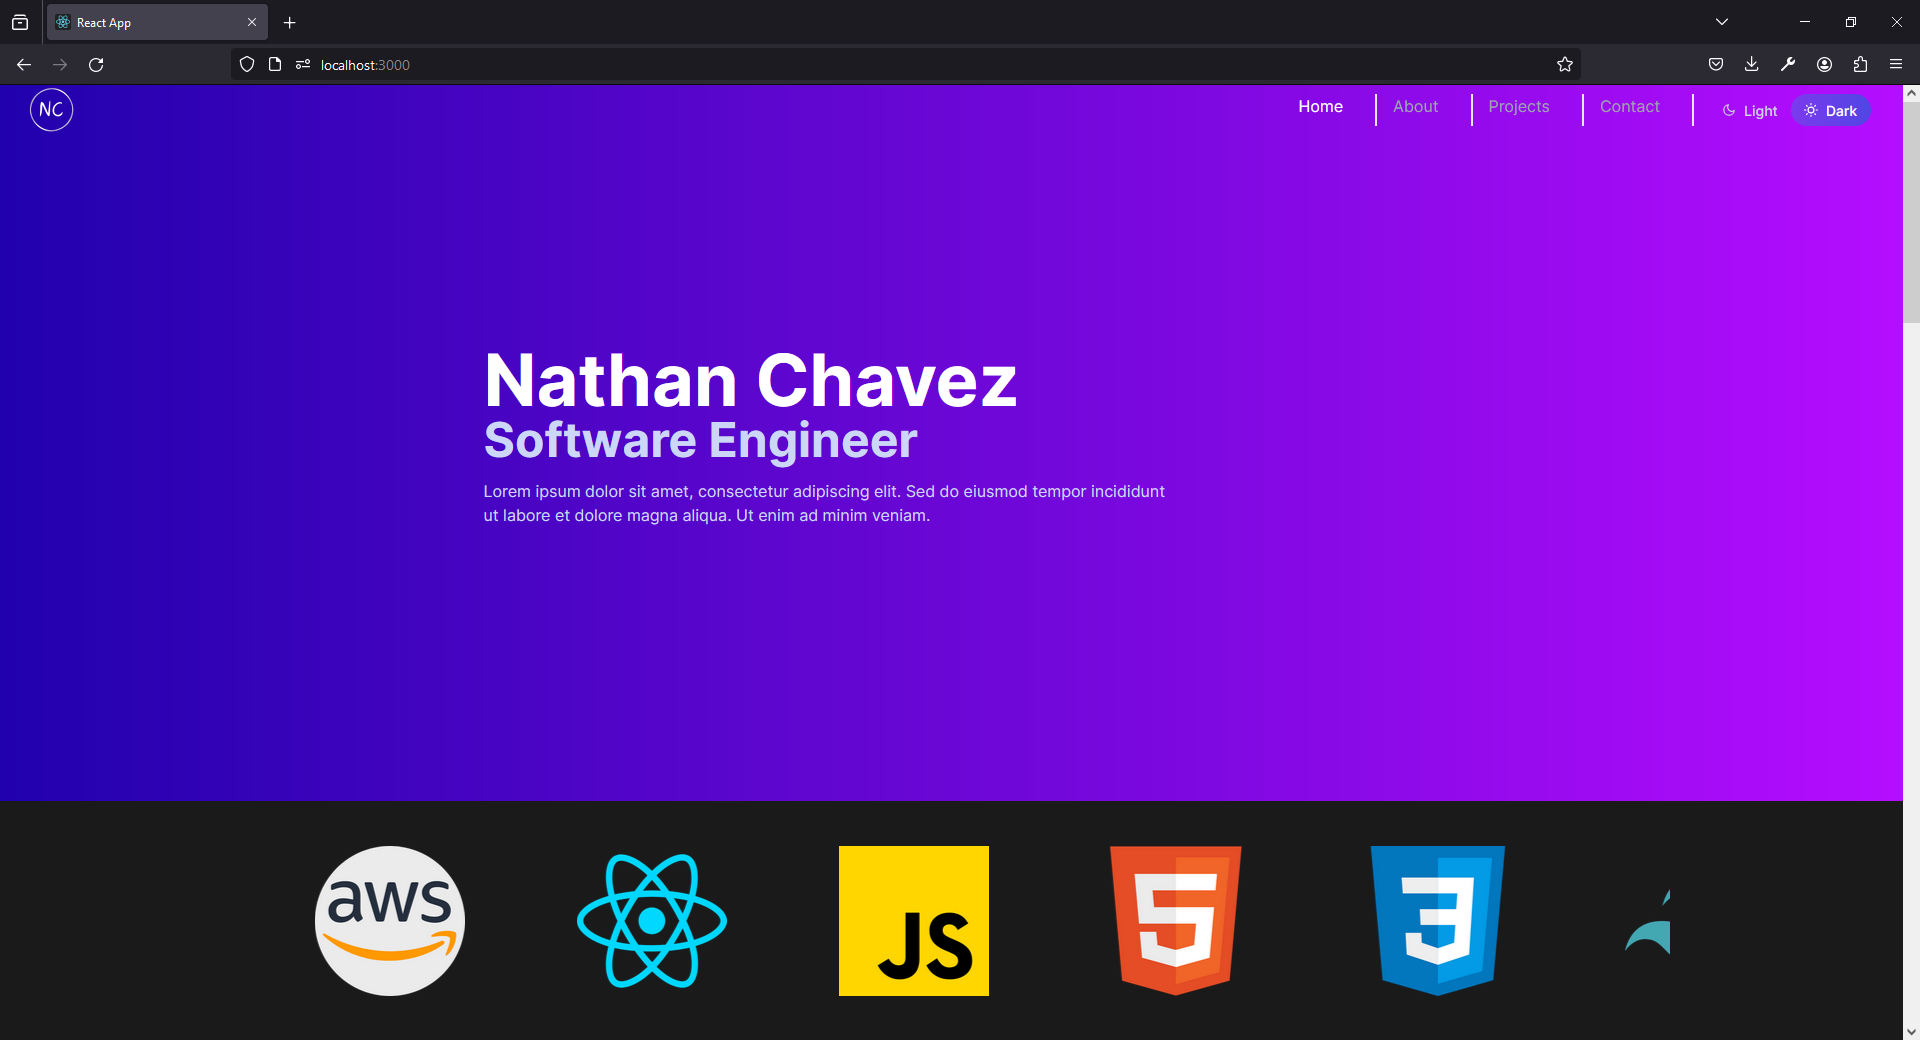 React App
localhost:3000
NC
Home
About
Projects
Contact
Light
Dark
Nathan Chavez
Software Engineer
Lorem ipsum dolor sit amet, consectetur adipiscing elit. Sed do eiusmod tempor incididunt
ut labore et dolore magna aliqua. Ut enim ad minim veniam.
aws
JS
5
3